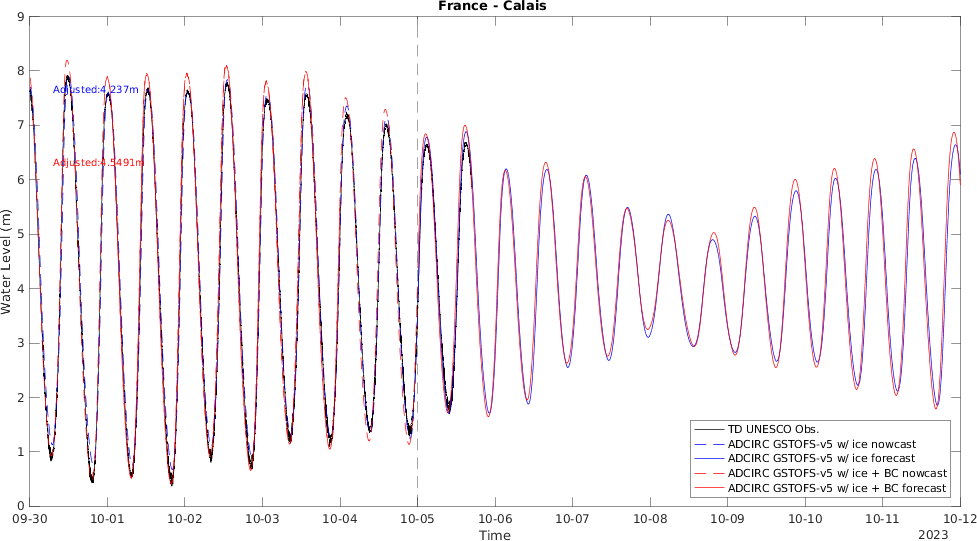 France - Calais
9
8
7
6
5
4
3
2
1
0
Water Level (m)
Adjusted:4.237m
Adjusted:4.5491m
09-30 10-01 10-02 10-03 10-04 10-05 10-06 10-07 10-08 10-09 10-10 10-11 10-12
Time
2023
TD UNESCO Obs.
ADCIRC GSTOFS-v5 w/ ice nowcast
ADCIRC GSTOFS-v5 w/ ice forecast
ADCIRC GSTOFS-v5 w/ ice + BC nowcast
ADCIRC GSTOFS-v5 w/ ice + BC forecast